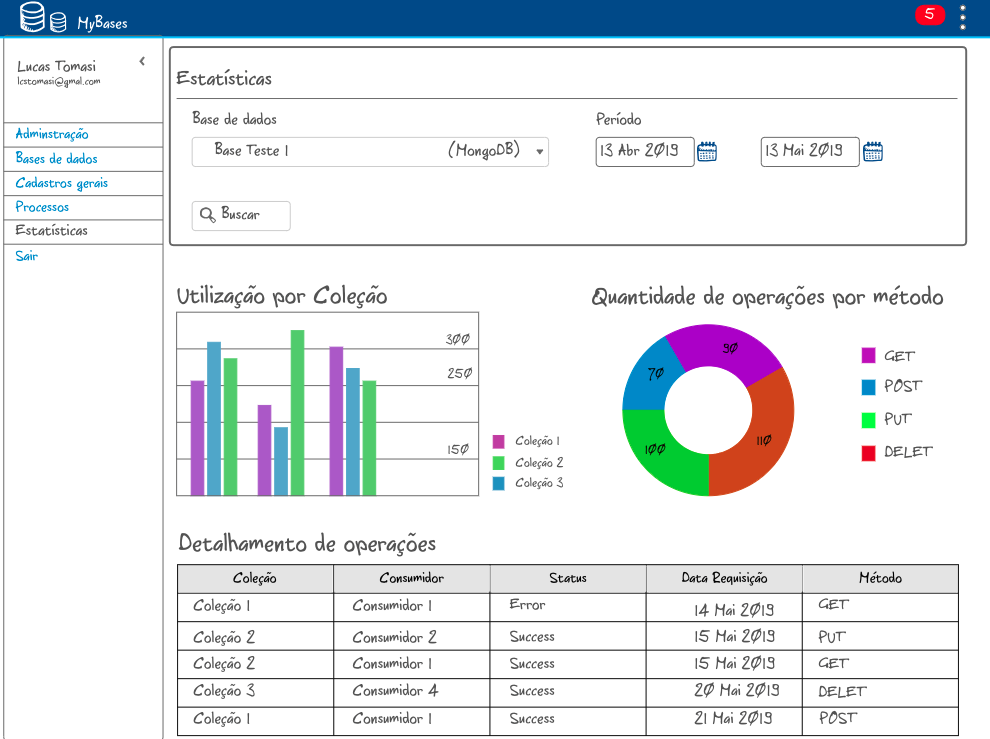 MyBases
5
Lucas Tomasi
lcstomasi@gmal.com
Adminstração
Bases de dados
Cadastros gerais
Processos
Estatísticas
Sair
Estatísticas
Base de dados
Período
Base Teste 1 (MongoDB)
13 Abr 2019
13 Mai 2019
Buscar
Utilização por Coleção
300
250
150
Coleção 1
Coleção 2
Coleção 3
Quantidade de operações por método
90
70
110
100
GET
POST
PUT
DELET
Detalhamento de operações
Coleção Consumidor Status Data Requisição Método
Coleção 1 Consumidor 1 Error 14 Mai 2019 GET
Coleção 2 Consumidor 2 Success 15 Mai 2019 PUT
Coleção 2 Consumidor 1 Success 15 Mai 2019 GET
Coleção 3 Consumidor 4 Success 20 Mai 2019 DELET
Coleção 1 Consumidor 1 Success 21 Mai 2019 POST